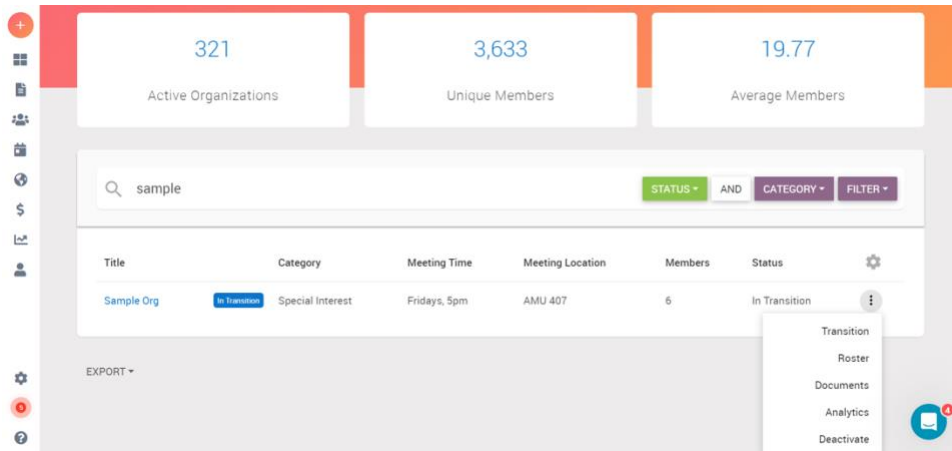 321 3,633 19.77
Active Organizations Unique Members Average Members
sample STATUS AND CATEGORY FILTER
Title Category Meeting Time Meeting Location Members Status
Sample Org In Transition Special Interest Fridays, 5pm AMU 407 6 In Transition
Transition
Roster
EXPORT
Documents
Analytics
4
Deactivate